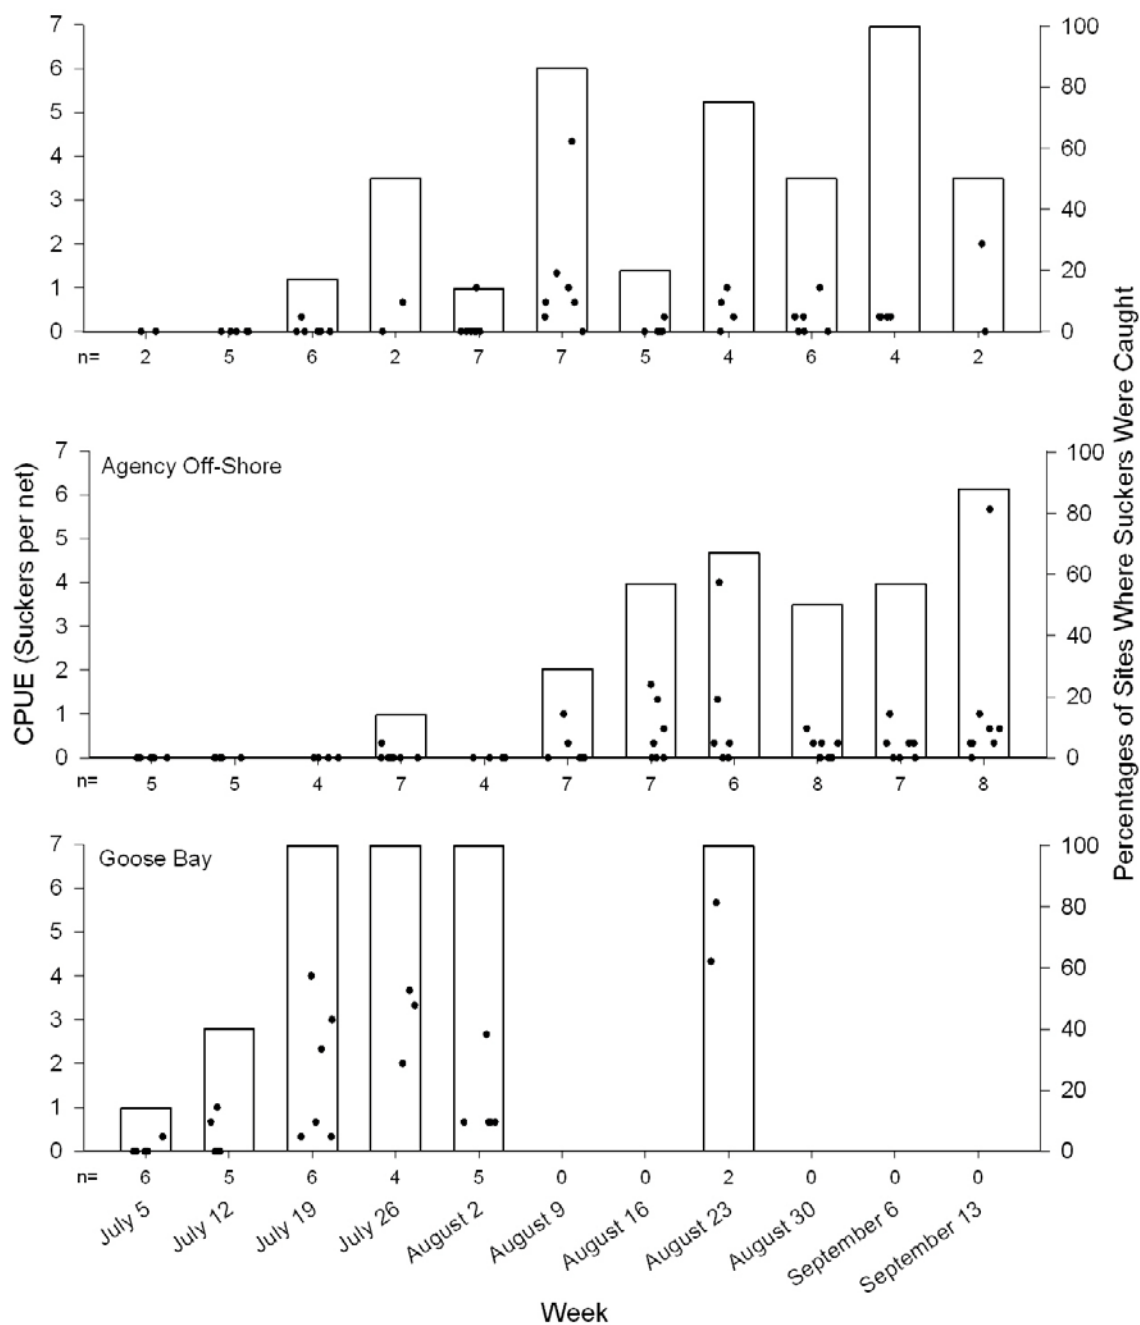 7 100
6 80
5
4 60
3 40
2
1 20
0 0
n= 2 5 6 2 7 7 5 4 6 4 2
7 100
Agency Off-Shore
6 80
5
4 60
3 40
2
1 20
0 0
n= 5 5 4 7 4 7 7 6 8 7 8
7 100
Goose Bay
6 80
5
4 60
3 40
2
1 20
0 0
n= 6 5 6 4 5 0 0 2 0 0 0
July 5
July 12
July 19
July 26
August 2
August 9
August 16
August 23
August 30
September 6
September 13
Week
CPUE (Suckers per net)
Percentages of Sites Where Suckers Were Caught